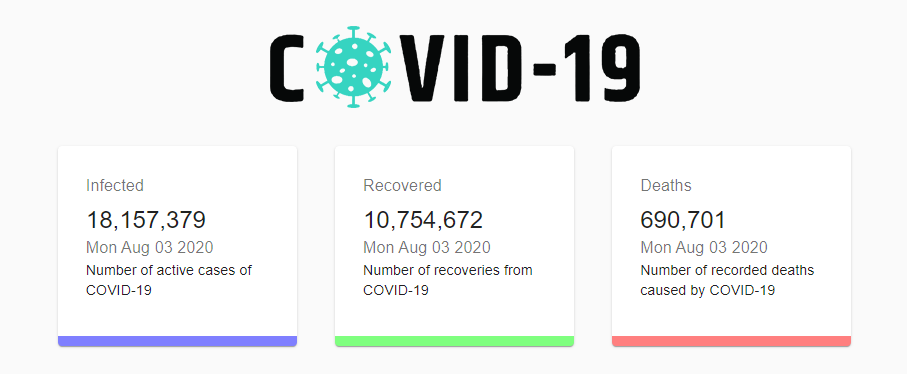 COVID-19
Infected
18,157,379
Mon Aug 03 2020
Number of active cases of
COVID-19
Recovered
10,754,672
Mon Aug 03 2020
Number of recoveries from
COVID-19
Deaths
690,701
Mon Aug 03 2020
Number of recorded deaths
caused by COVID-19